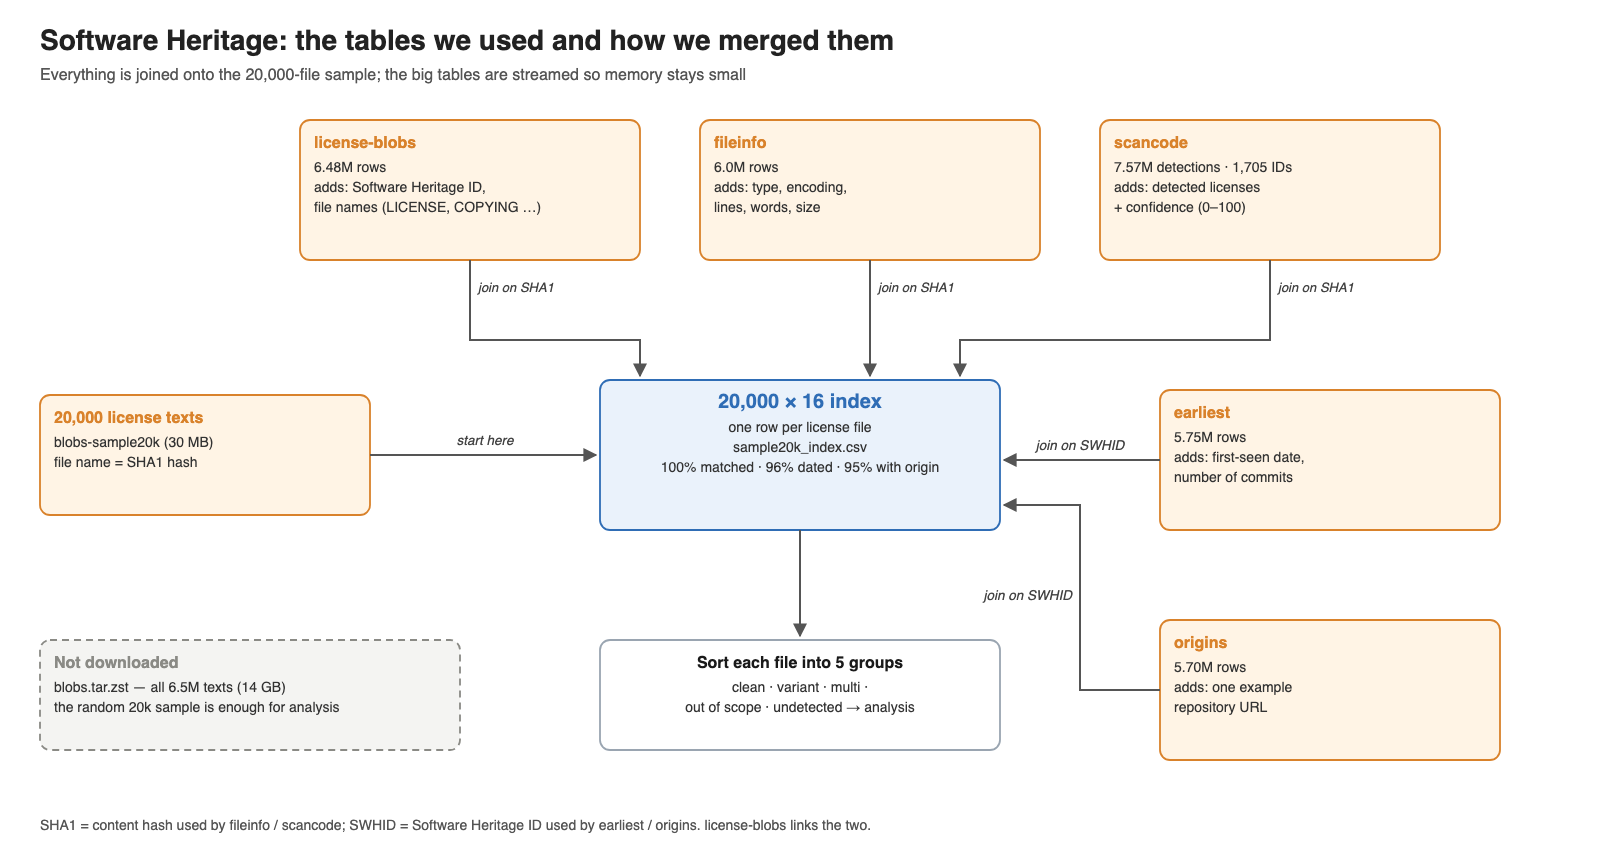 Software Heritage: the tables we used and how we merged them
Everything is joined onto the 20,000-file sample; the big tables are streamed so memory stays small
license-blobs
6.48M rows
adds: Software Heritage ID,
file names (LICENSE, COPYING ...)
fileinfo
6.0M rows
adds: type, encoding,
lines, words, size
scancode
7.57M detections · 1,705 IDs
adds: detected licenses
+ confidence (0–100)
join on SHA1
join on SHA1
join on SHA1
20,000 license texts
blobs-sample20k (30 MB)
file name = SHA1 hash
start here
20,000 × 16 index
one row per license file
sample20k_index.csv
100% matched · 96% dated · 95% with origin
join on SWHID
earliest
5.75M rows
adds: first-seen date,
number of commits
join on SWHID
Not downloaded
blobs.tar.zst — all 6.5M texts (14 GB)
the random 20k sample is enough for analysis
Sort each file into 5 groups
clean · variant · multi ·
out of scope · undetected → analysis
origins
5.70M rows
adds: one example
repository URL
SHA1 = content hash used by fileinfo / scancode; SWHID = Software Heritage ID used by earliest / origins. license-blobs links the two.